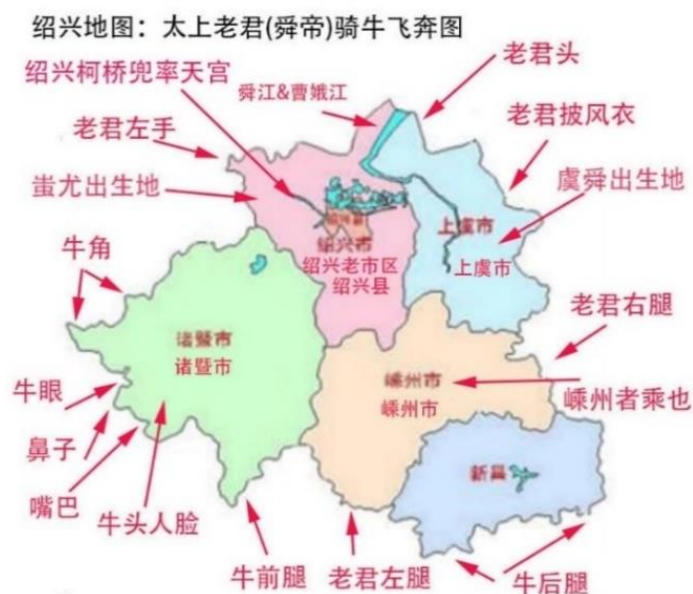 绍兴地图：太上老君(舜帝)骑牛飞奔图
老君头
绍兴柯桥兜率天宫
舜江&曹娥江
老君披风衣
老君左手
蚩尤出生地
虞舜出生地
上虞市
绍兴市
绍兴老市区
上虞市
绍兴县
牛角
老君右腿
诸暨市
诸暨市
嵊州市
牛眼
嵊州者乘也
嵊州市
鼻子
新昌
嘴巴
牛头人脸
牛前腿
老君左腿
牛后腿